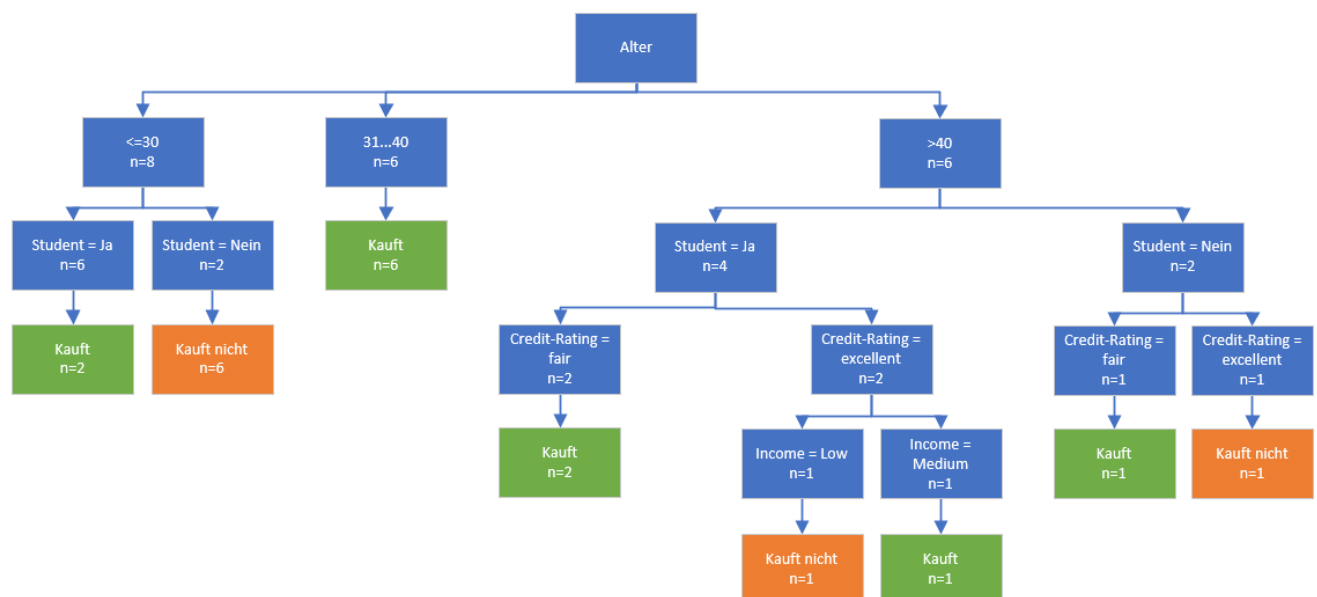 Alter
<=30
n=8
31...40
n=6
>40
n=6
Student = Ja
n=6
Student = Nein
n=2
Kauft
n=6
Student = Ja
n=4
Student = Nein
n=2
Kauft
n=2
Kauft nicht
n=6
Credit-Rating =
fair
n=2
Credit-Rating =
excellent
n=2
Credit-Rating =
fair
n=1
Credit-Rating =
excellent
n=1
Kauft
n=2
Income = Low
n=1
Income =
Medium
n=1
Kauft
n=1
Kauft nicht
n=1
Kauft nicht
n=1
Kauft
n=1